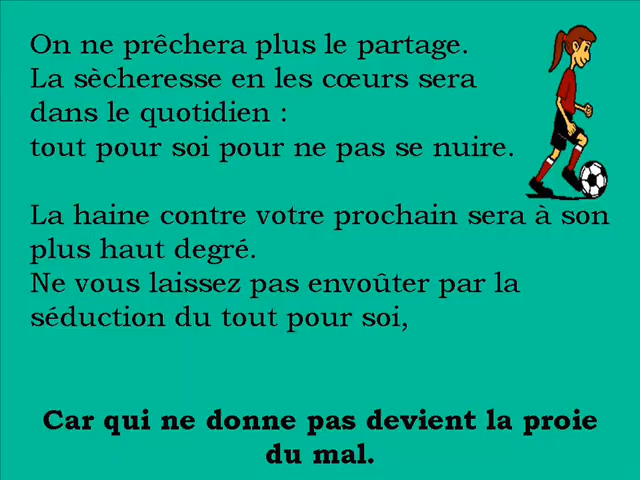 On ne prêchera plus le partage.
La sècheresse en les cœurs sera
dans le quotidien :
tout pour soi pour ne pas se nuire.
La haine contre votre prochain sera à son
plus haut degré.
Ne vous laissez pas envoûter par la
séduction du tout pour soi,
Car qui ne donne pas devient la proie
du mal.